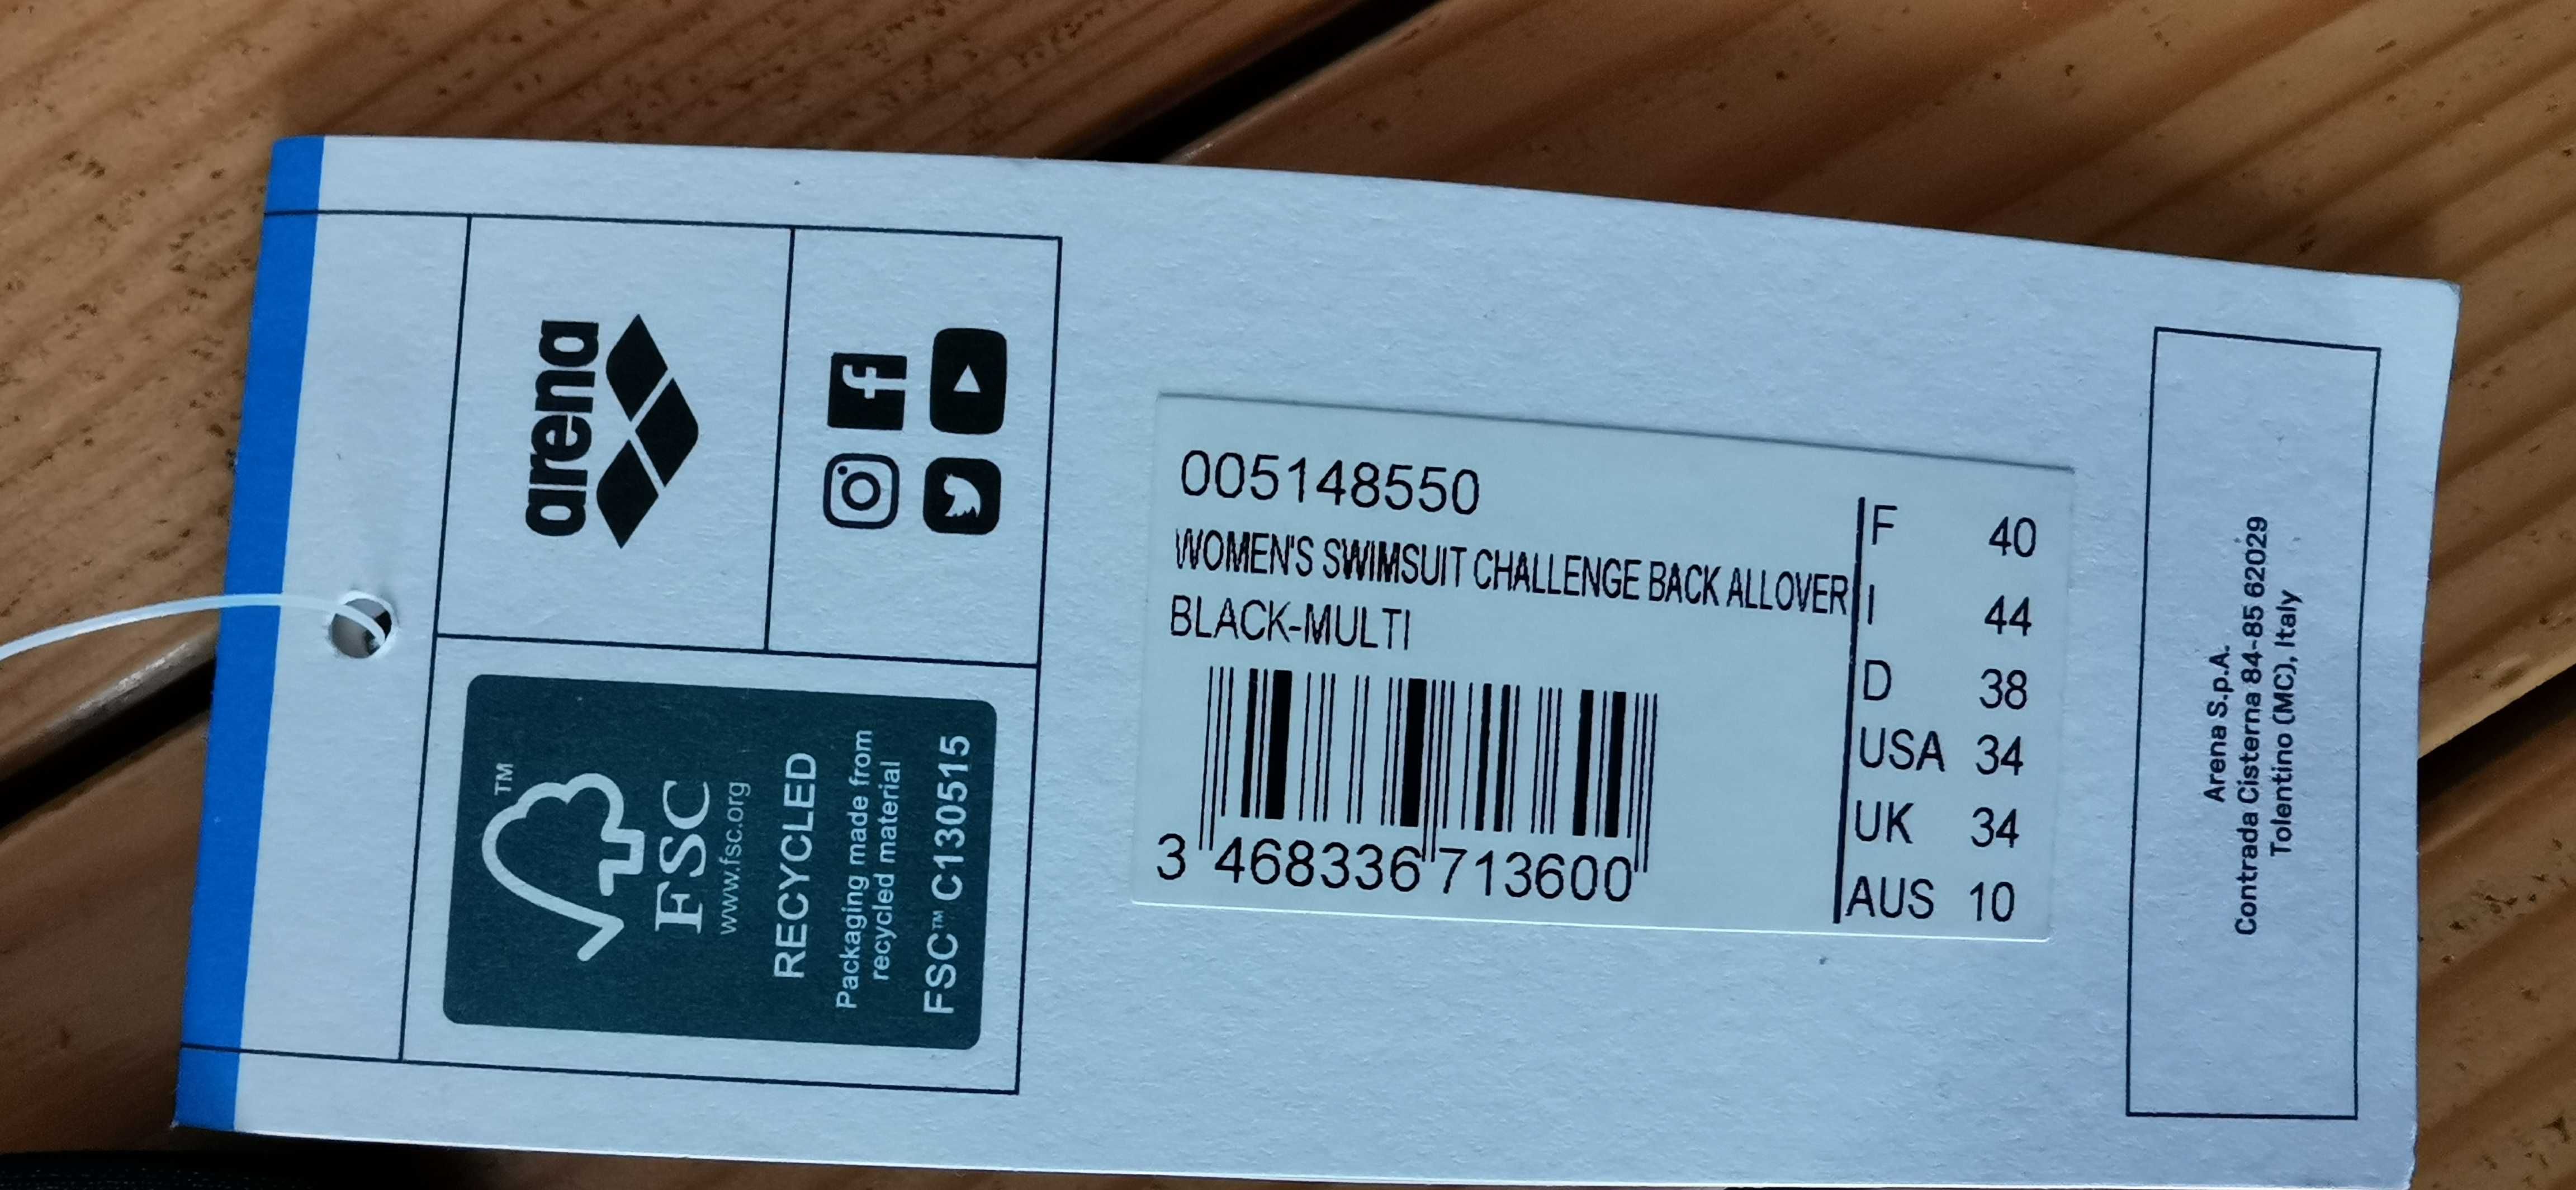 arena
TM
FSC
www.fsc.org
RECYCLED
Packaging made from
recycled material
FSC™ C130515
005148550
WOMEN'S SWIMSUIT CHALLENGE BACK ALLOVER
BLACK-MULTI
3 468336 713600
F 40
I 44
D 38
USA 34
UK 34
AUS 10
Arena S.p.A.
Contrada Cisterna 84-85 62029
Tolentino (MC), Italy